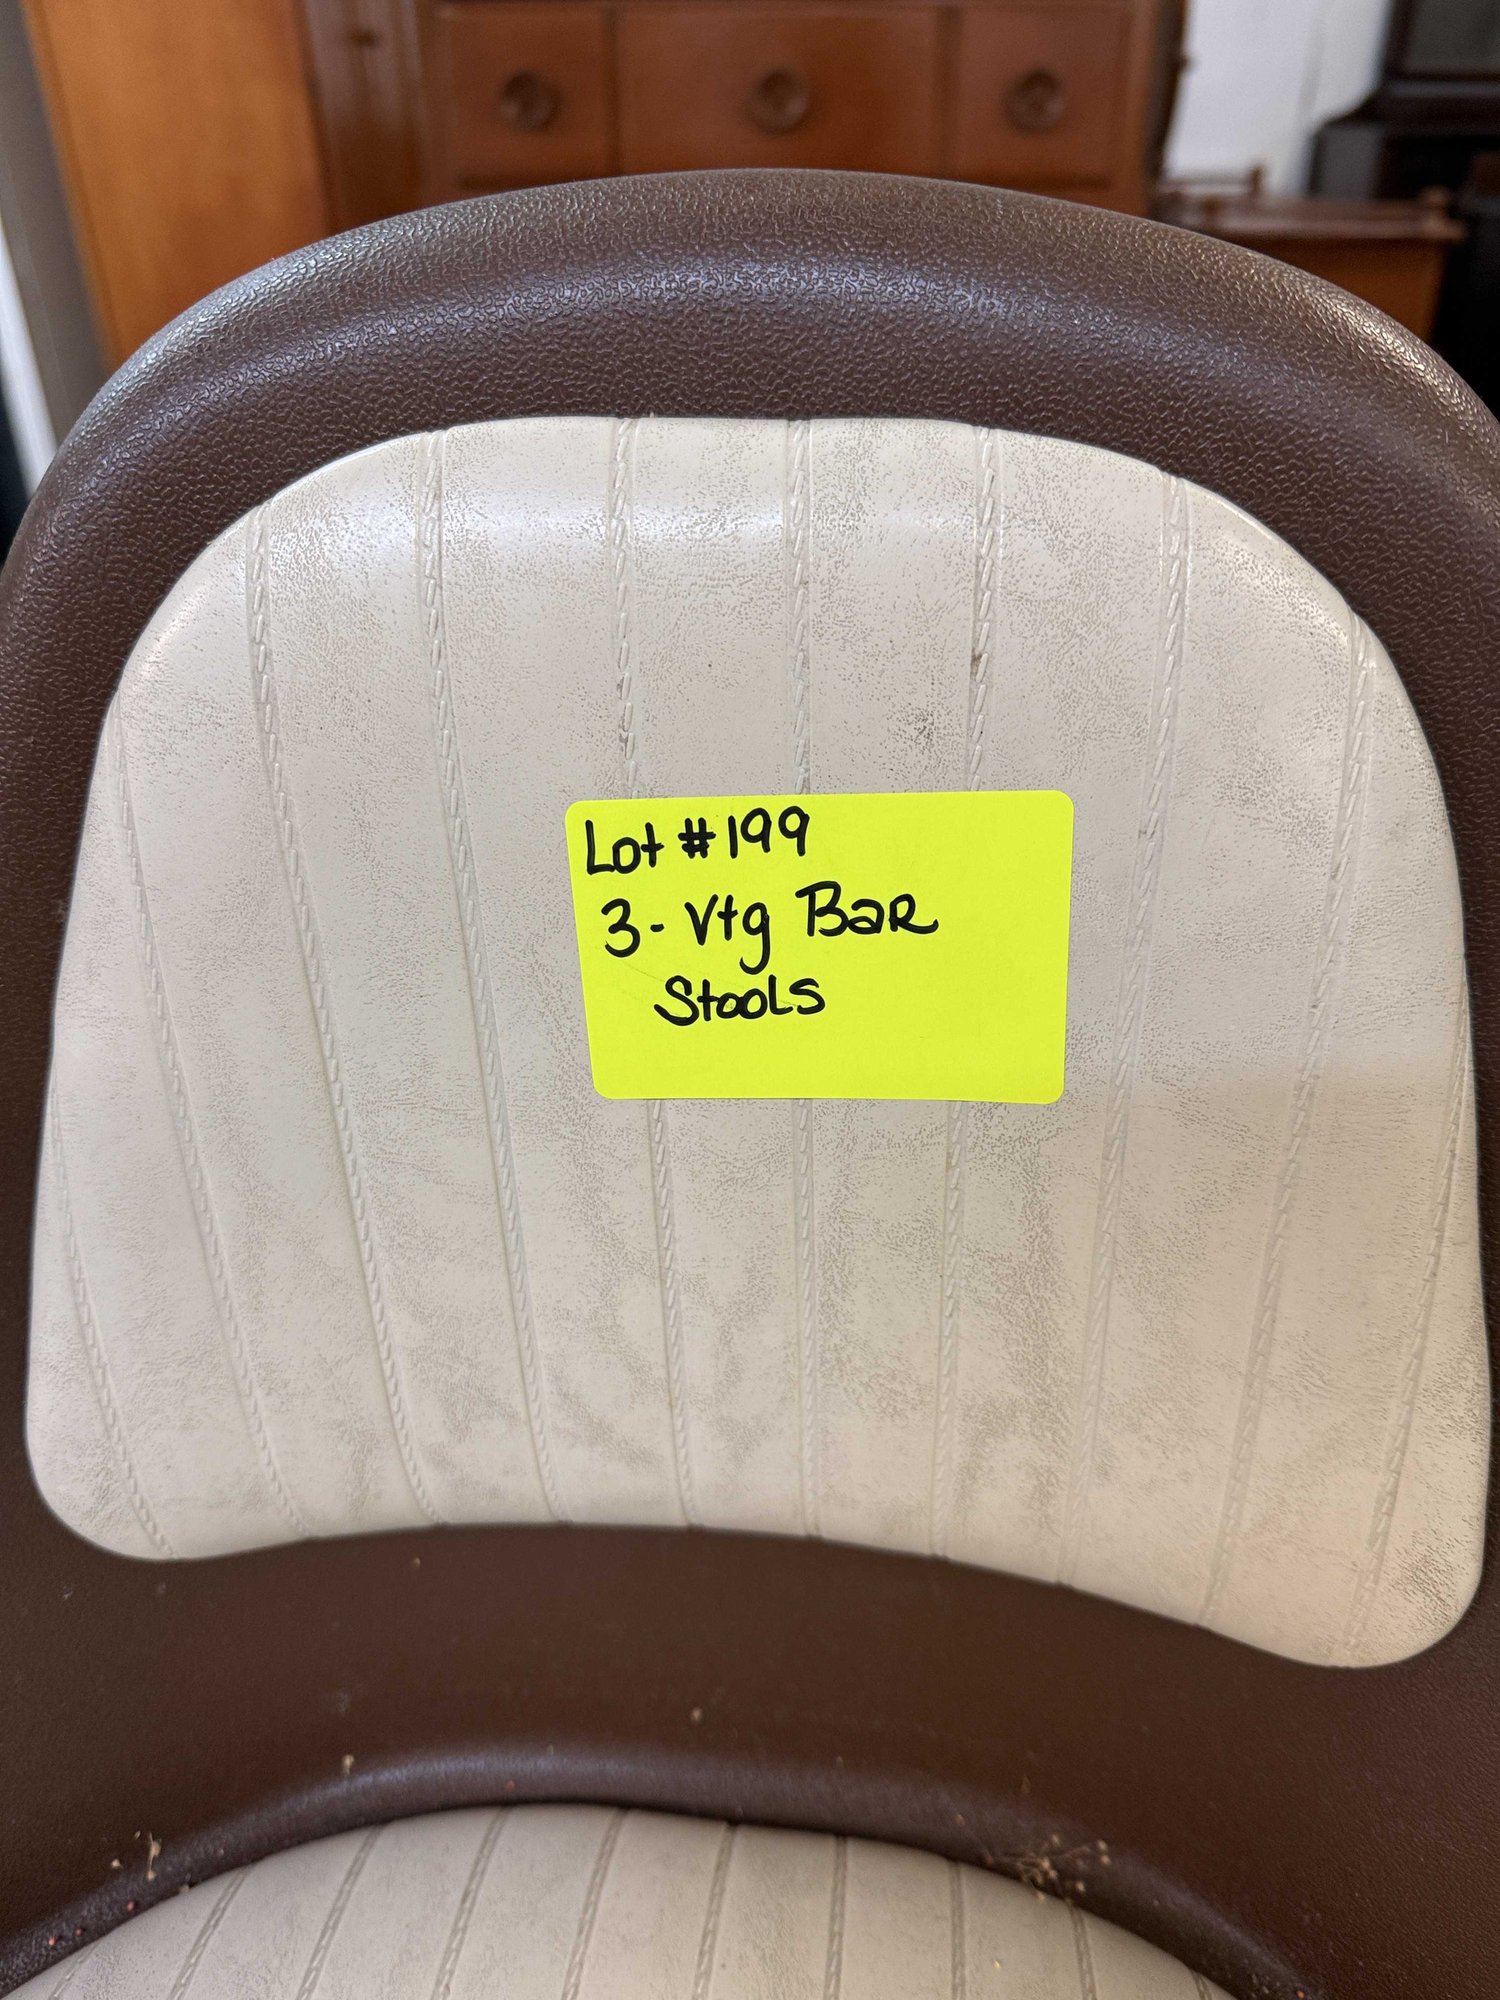 Lot #199
3- Vtg Bar
Stools